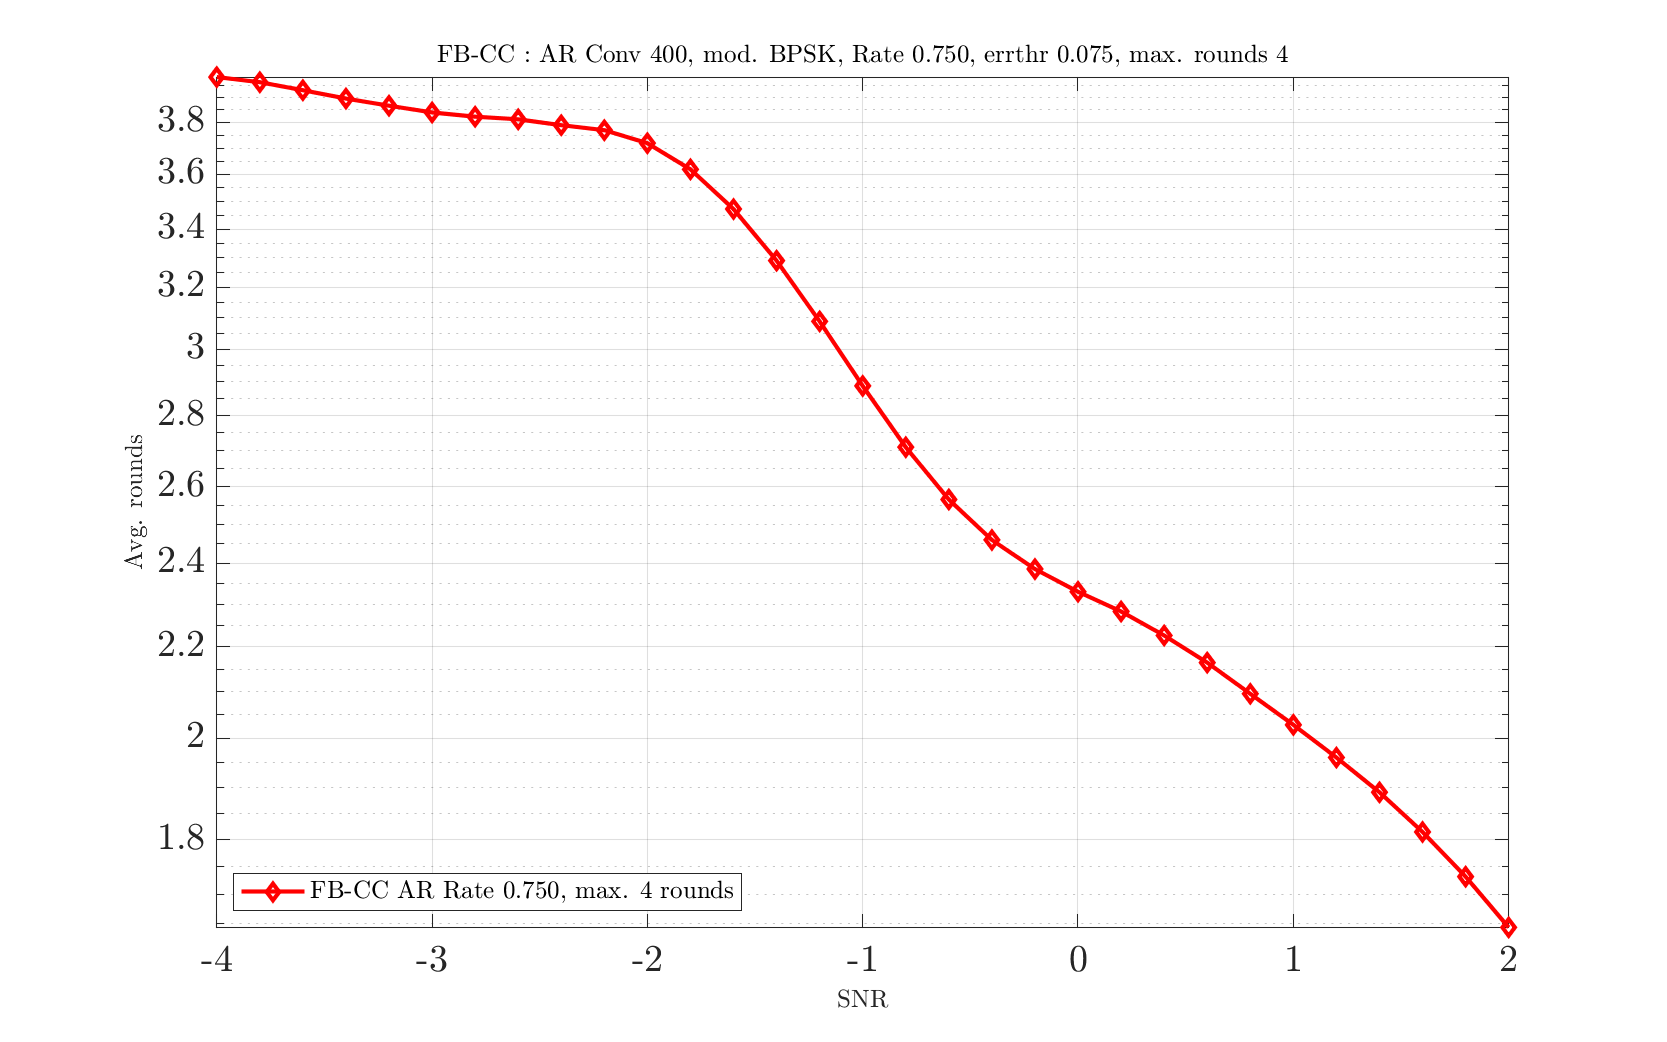 FB-CC : AR Conv 400, mod. BPSK, Rate 0.750, errthr 0.075, max. rounds 4
3.8
3.6
3.4
3.2
3
2.8
2.6
2.4
2.2
2
1.8
Avg. rounds
FB-CC AR Rate 0.750, max. 4 rounds
-4 -3 -2 -1 0 1 2
SNR